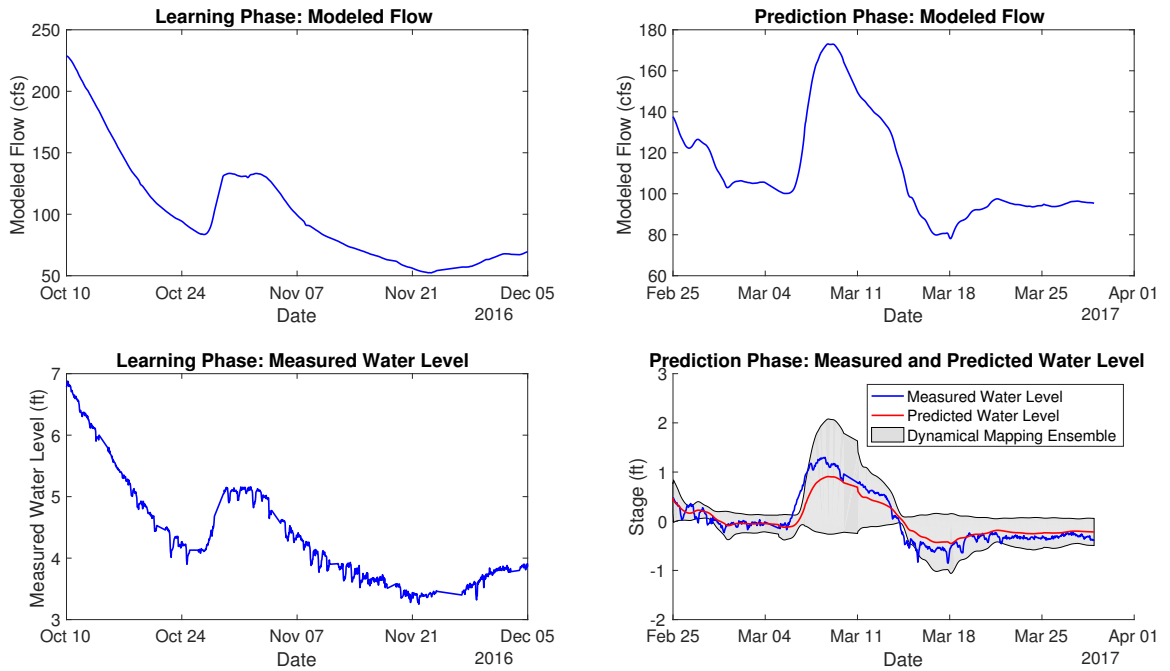 Learning Phase: Modeled Flow
250
200
150
100
50
Modeled Flow (cfs)
Oct 10
Oct 24
Nov 07
Nov 21
Dec 05
Date
2016
Prediction Phase: Modeled Flow
180
160
140
120
100
80
60
Modeled Flow (cfs)
Feb 25
Mar 04
Mar 11
Mar 18
Mar 25
Apr 01
Date
2017
Learning Phase: Measured Water Level
7
6
5
4
3
Measured Water Level (ft)
Oct 10
Oct 24
Nov 07
Nov 21
Dec 05
Date
2016
Prediction Phase: Measured and Predicted Water Level
3
2
1
0
-1
-2
Stage (ft)
Measured Water Level
Predicted Water Level
Dynamical Mapping Ensemble
Feb 25
Mar 04
Mar 11
Mar 18
Mar 25
Apr 01
Date
2017